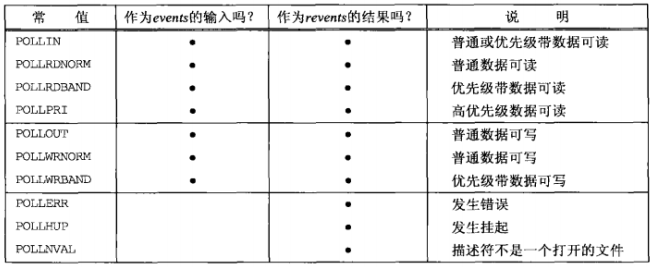 常 值 作为events的输入吗? 作为revents的结果吗? 说 明
POLLIN • • 普通或优先级带数据可读
POLLRDNORM • • 普通数据可读
POLLRDBAND • • 优先级带数据可读
POLLPRI • • 高优先级数据可读
POLLOUT • • 普通数据可写
POLLWRNORM • • 普通数据可写
POLLWRBAND • • 优先级带数据可写
POLLERR • 发生错误
POLLHUP • 发生挂起
POLLNVAL • 描述符不是一个打开的文件